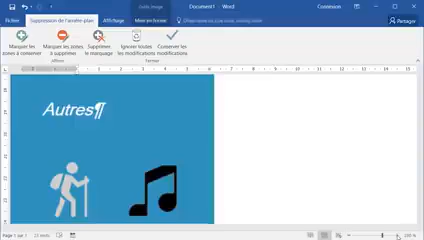 Outils Image
Document1 - Word
Connexion
Fichier
Suppression de l'arrière-plan
Affichage
Mise en forme
Partager
Marquer les zones à conserver
Marquer les zones à supprimer
Supprimer le marquage
Ignorer toutes les modifications
Conserver les modifications
Affiner
Fermer
Autres¶
Page 1 sur 1